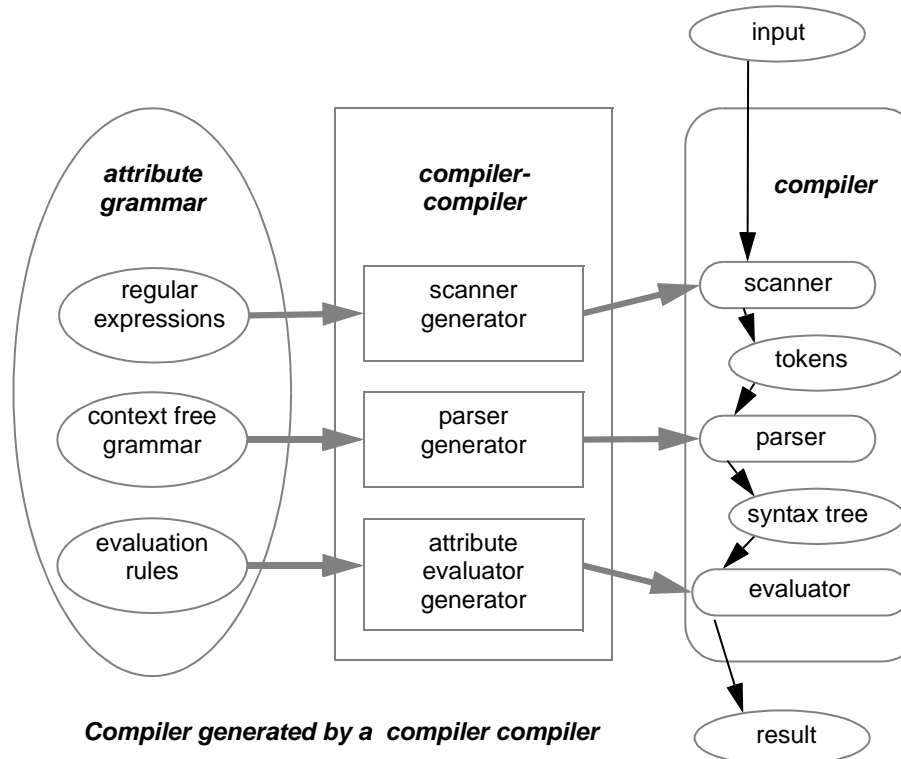 input
attribute
grammar
compiler-
compiler
compiler
regular
expressions
scanner
generator
scanner
tokens
context free
grammar
parser
generator
parser
syntax tree
evaluation
rules
attribute
evaluator
generator
evaluator
Compiler generated by a  compiler compiler
result